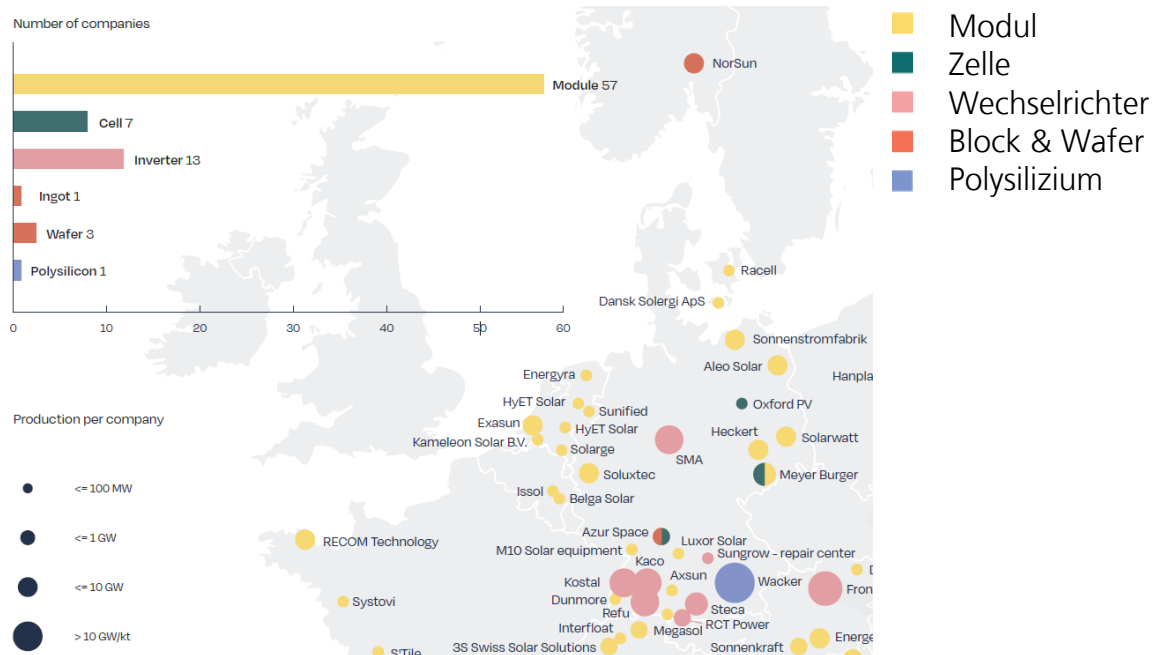 Number of companies
Module 57
Cell 7
Inverter 13
Ingot 1
Wafer 3
Polysilicon 1
0 10 20 30 40 50 60
Production per company
<= 100 MW
<= 1 GW
<= 10 GW
> 10 GW/kt
Modul
Zelle
Wechselrichter
Block & Wafer
Polysilizium
NorSun
Racell
Dansk Solergi ApS
Sonnenstromfabrik
Aleo Solar
Energyra
Hanpla
HyET Solar
Oxford PV
Sunified
Exasun
HyET Solar
Heckert
Solarwatt
Kameleon Solar B.V.
Solarge
SMA
Soluxtec
Meyer Burger
Issol
Belga Solar
Azur Space
RECOM Technology
Luxor Solar
M10 Solar equipment
Sungrow - repair center
Kaco
Axsun
Kostal
Wacker
Fron
Dunmore
Systovi
Refu
Steca
RCT Power
Interfloat
Megasol
Energe
3S Swiss Solar Solutions
Sonnenkraft
S'Tile